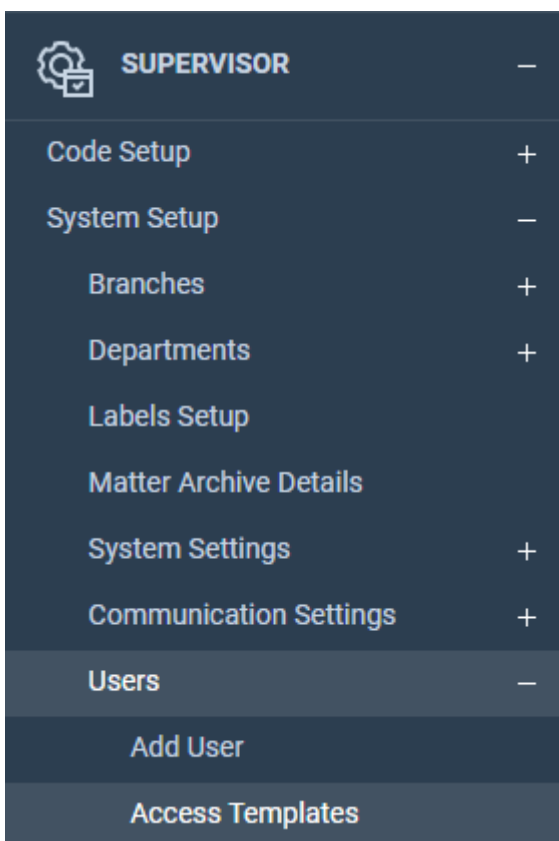 SUPERVISOR −
Code Setup +
System Setup −
Branches +
Departments +
Labels Setup
Matter Archive Details
System Settings +
Communication Settings +
Users −
Add User
Access Templates